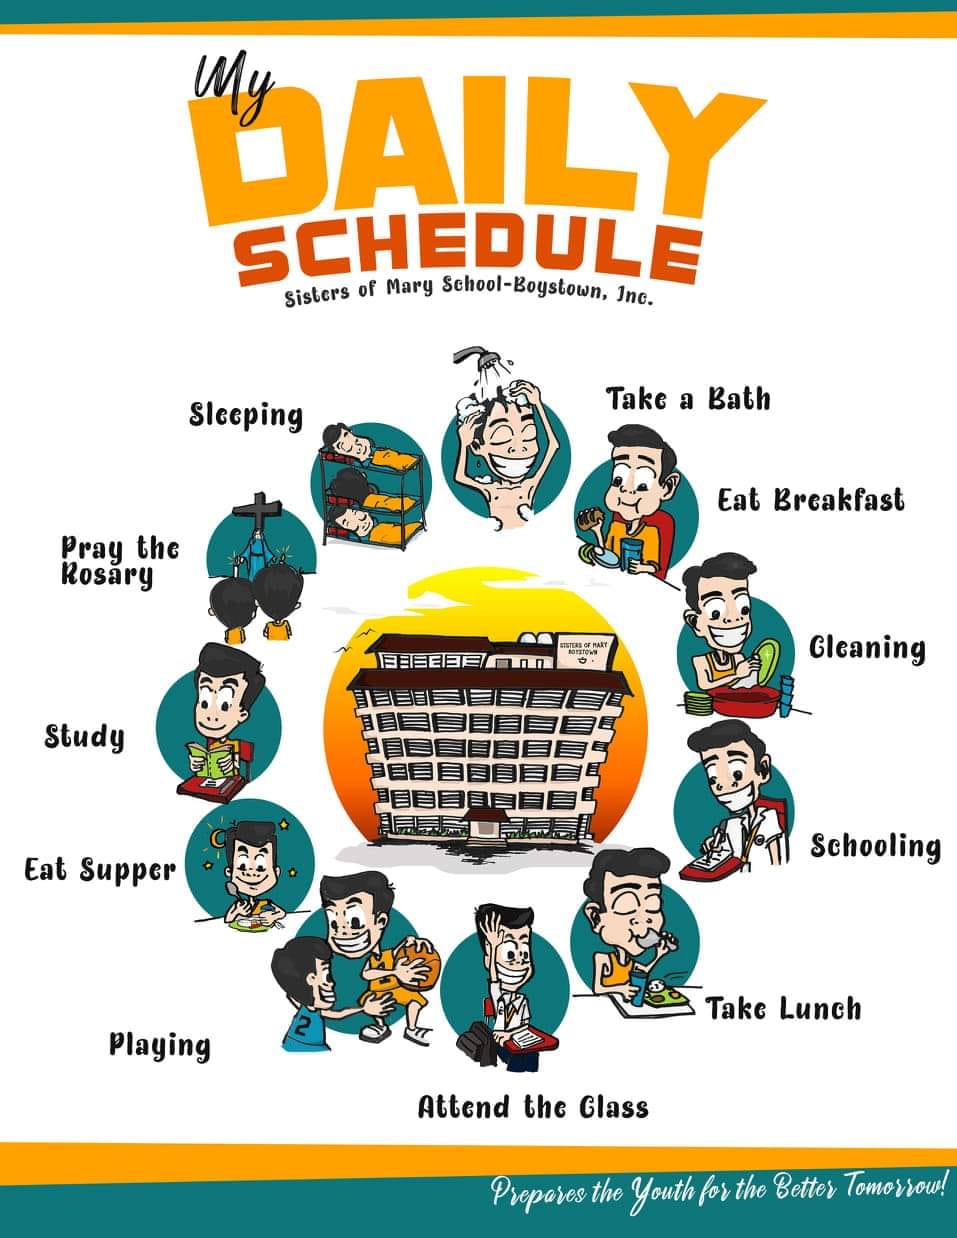 My
DAILY
SCHEDULE
Sisters of Mary School-Boystown, Inc.
Take a Bath
Sleeping
Eat Breakfast
Pray the
Rosary
SISTERS OF MARY
BOYSTOWN
Cleaning
Study
Schooling
Eat Supper
Take Lunch
2
Playing
Attend the Class
Prepares the Youth for the Better Tomorrow!